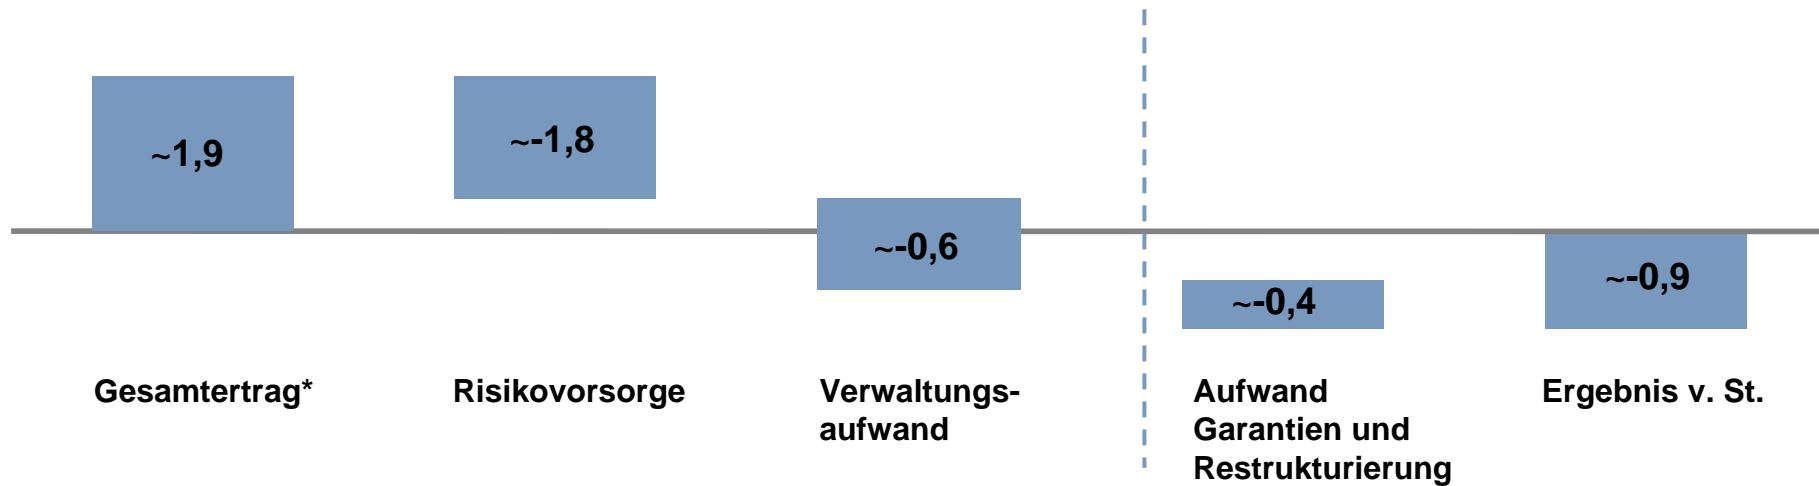 ~1,9
~-1,8
~-0,6
~-0,4
~-0,9
Gesamtertrag*
Risikovorsorge
Verwaltungs-
aufwand
Aufwand
Garantien und
Restrukturierung
Ergebnis v. St.